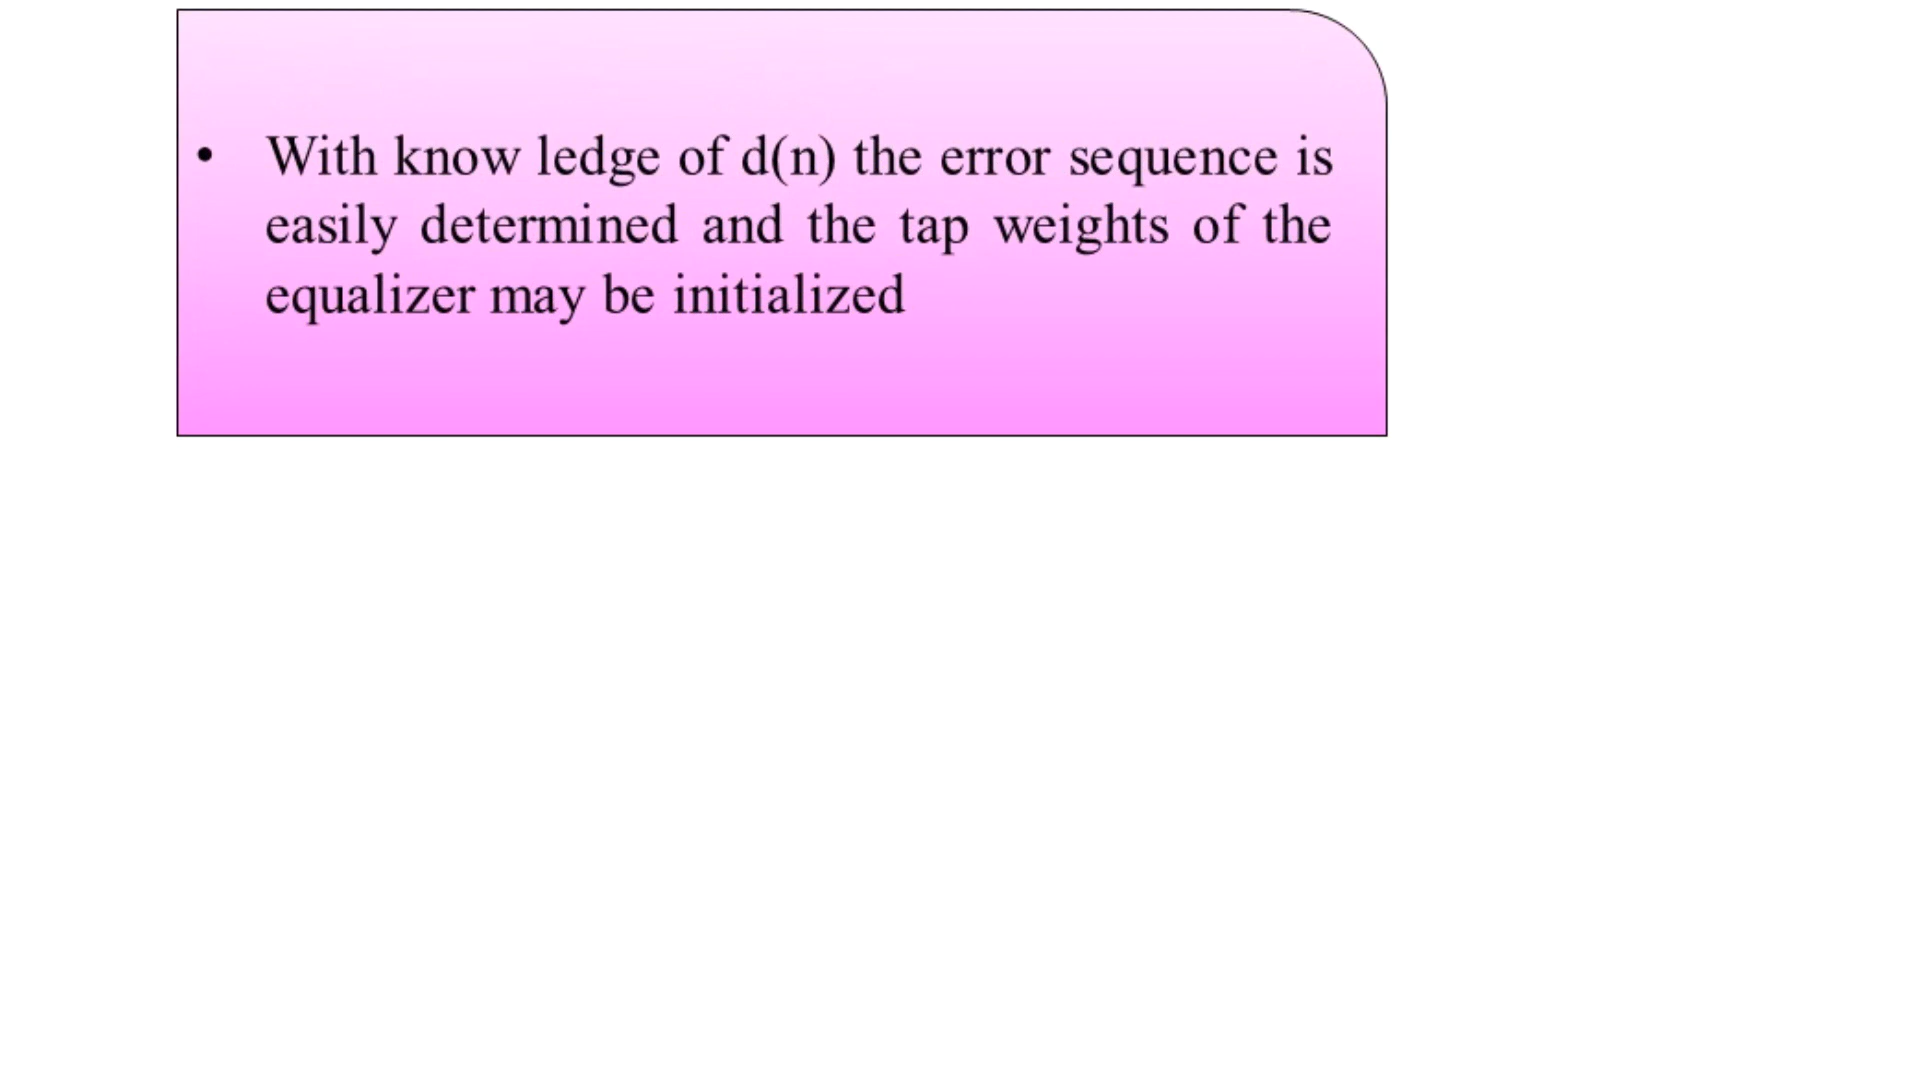 • With know ledge of d(n) the error sequence is
easily determined and the tap weights of the
equalizer may be initialized